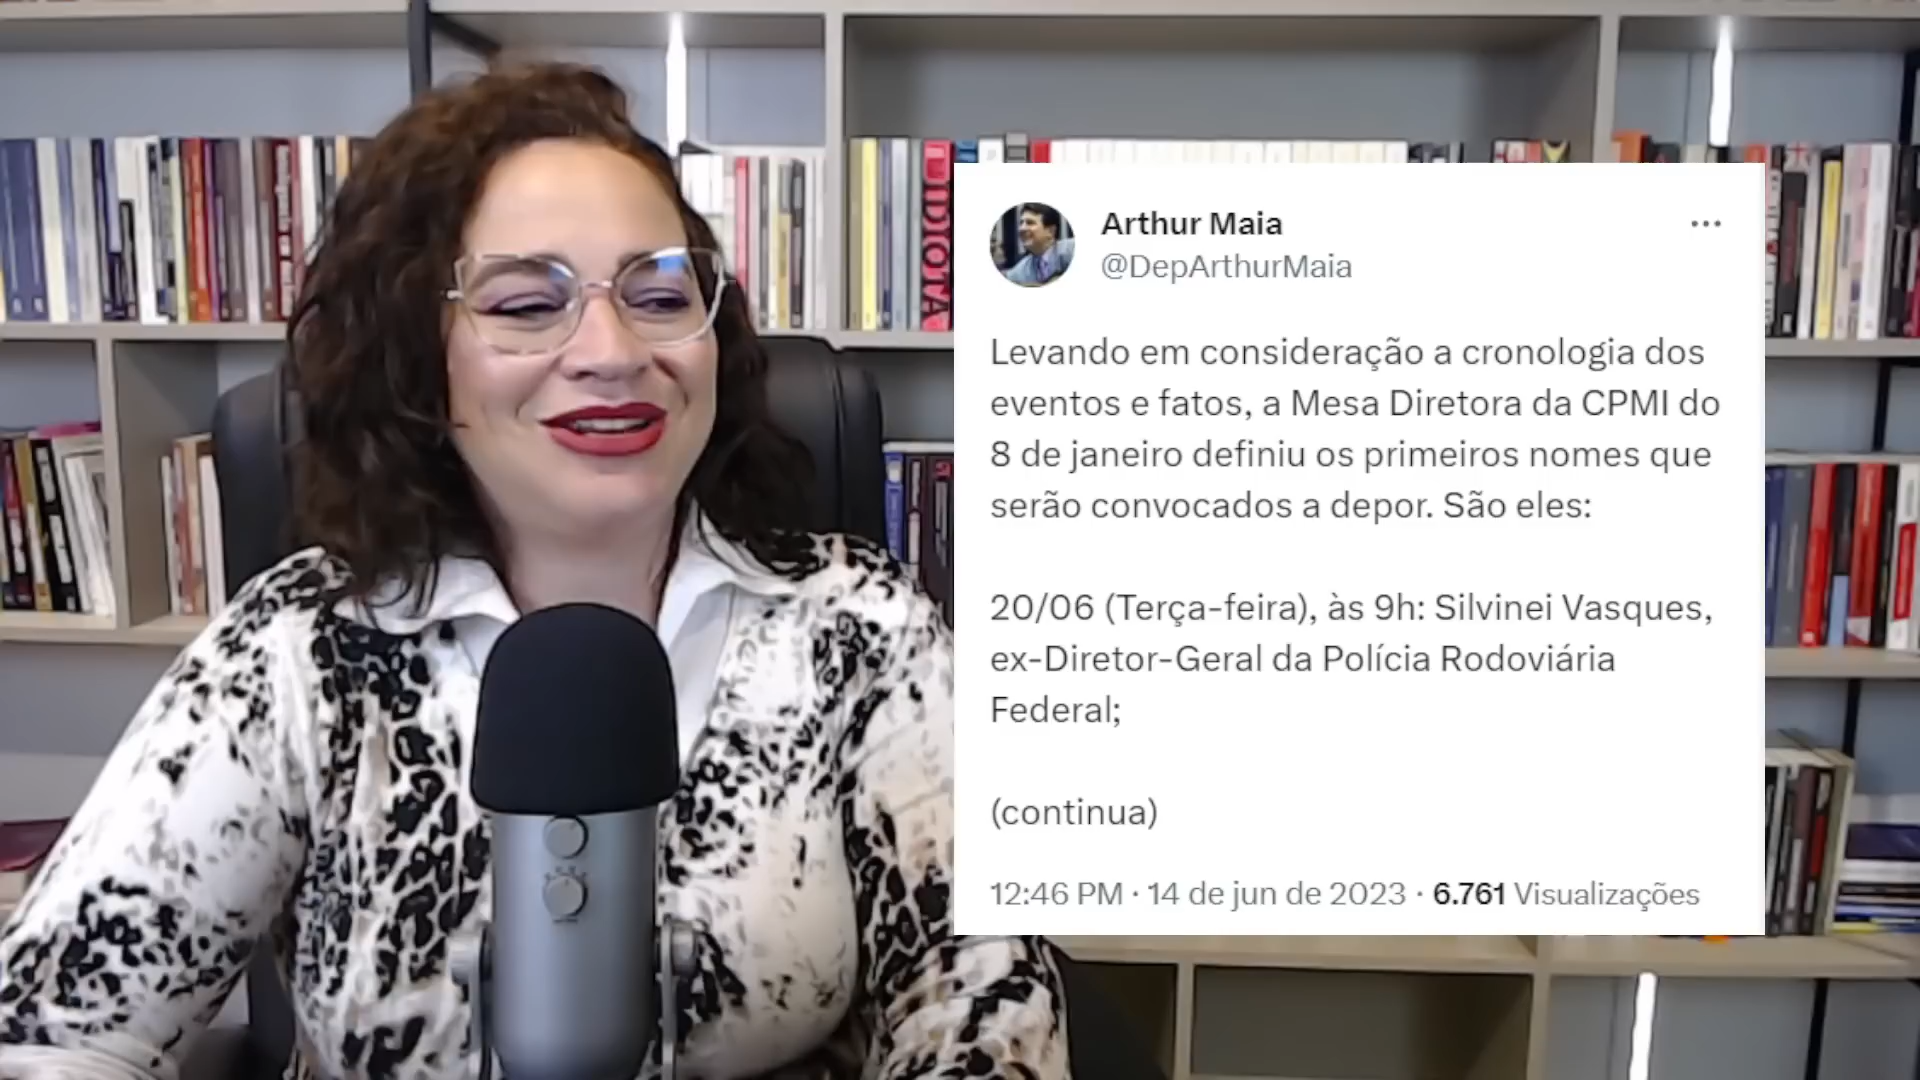 Arthur Maia
@DepArthurMaia
Levando em consideração a cronologia dos
eventos e fatos, a Mesa Diretora da CPMI do
8 de janeiro definiu os primeiros nomes que
serão convocados a depor. São eles:
20/06 (Terça-feira), às 9h: Silvinei Vasques,
ex-Diretor-Geral da Polícia Rodoviária
Federal;
(continua)
12:46 PM · 14 de jun de 2023 · 6.761 Visualizações
IDIOTA